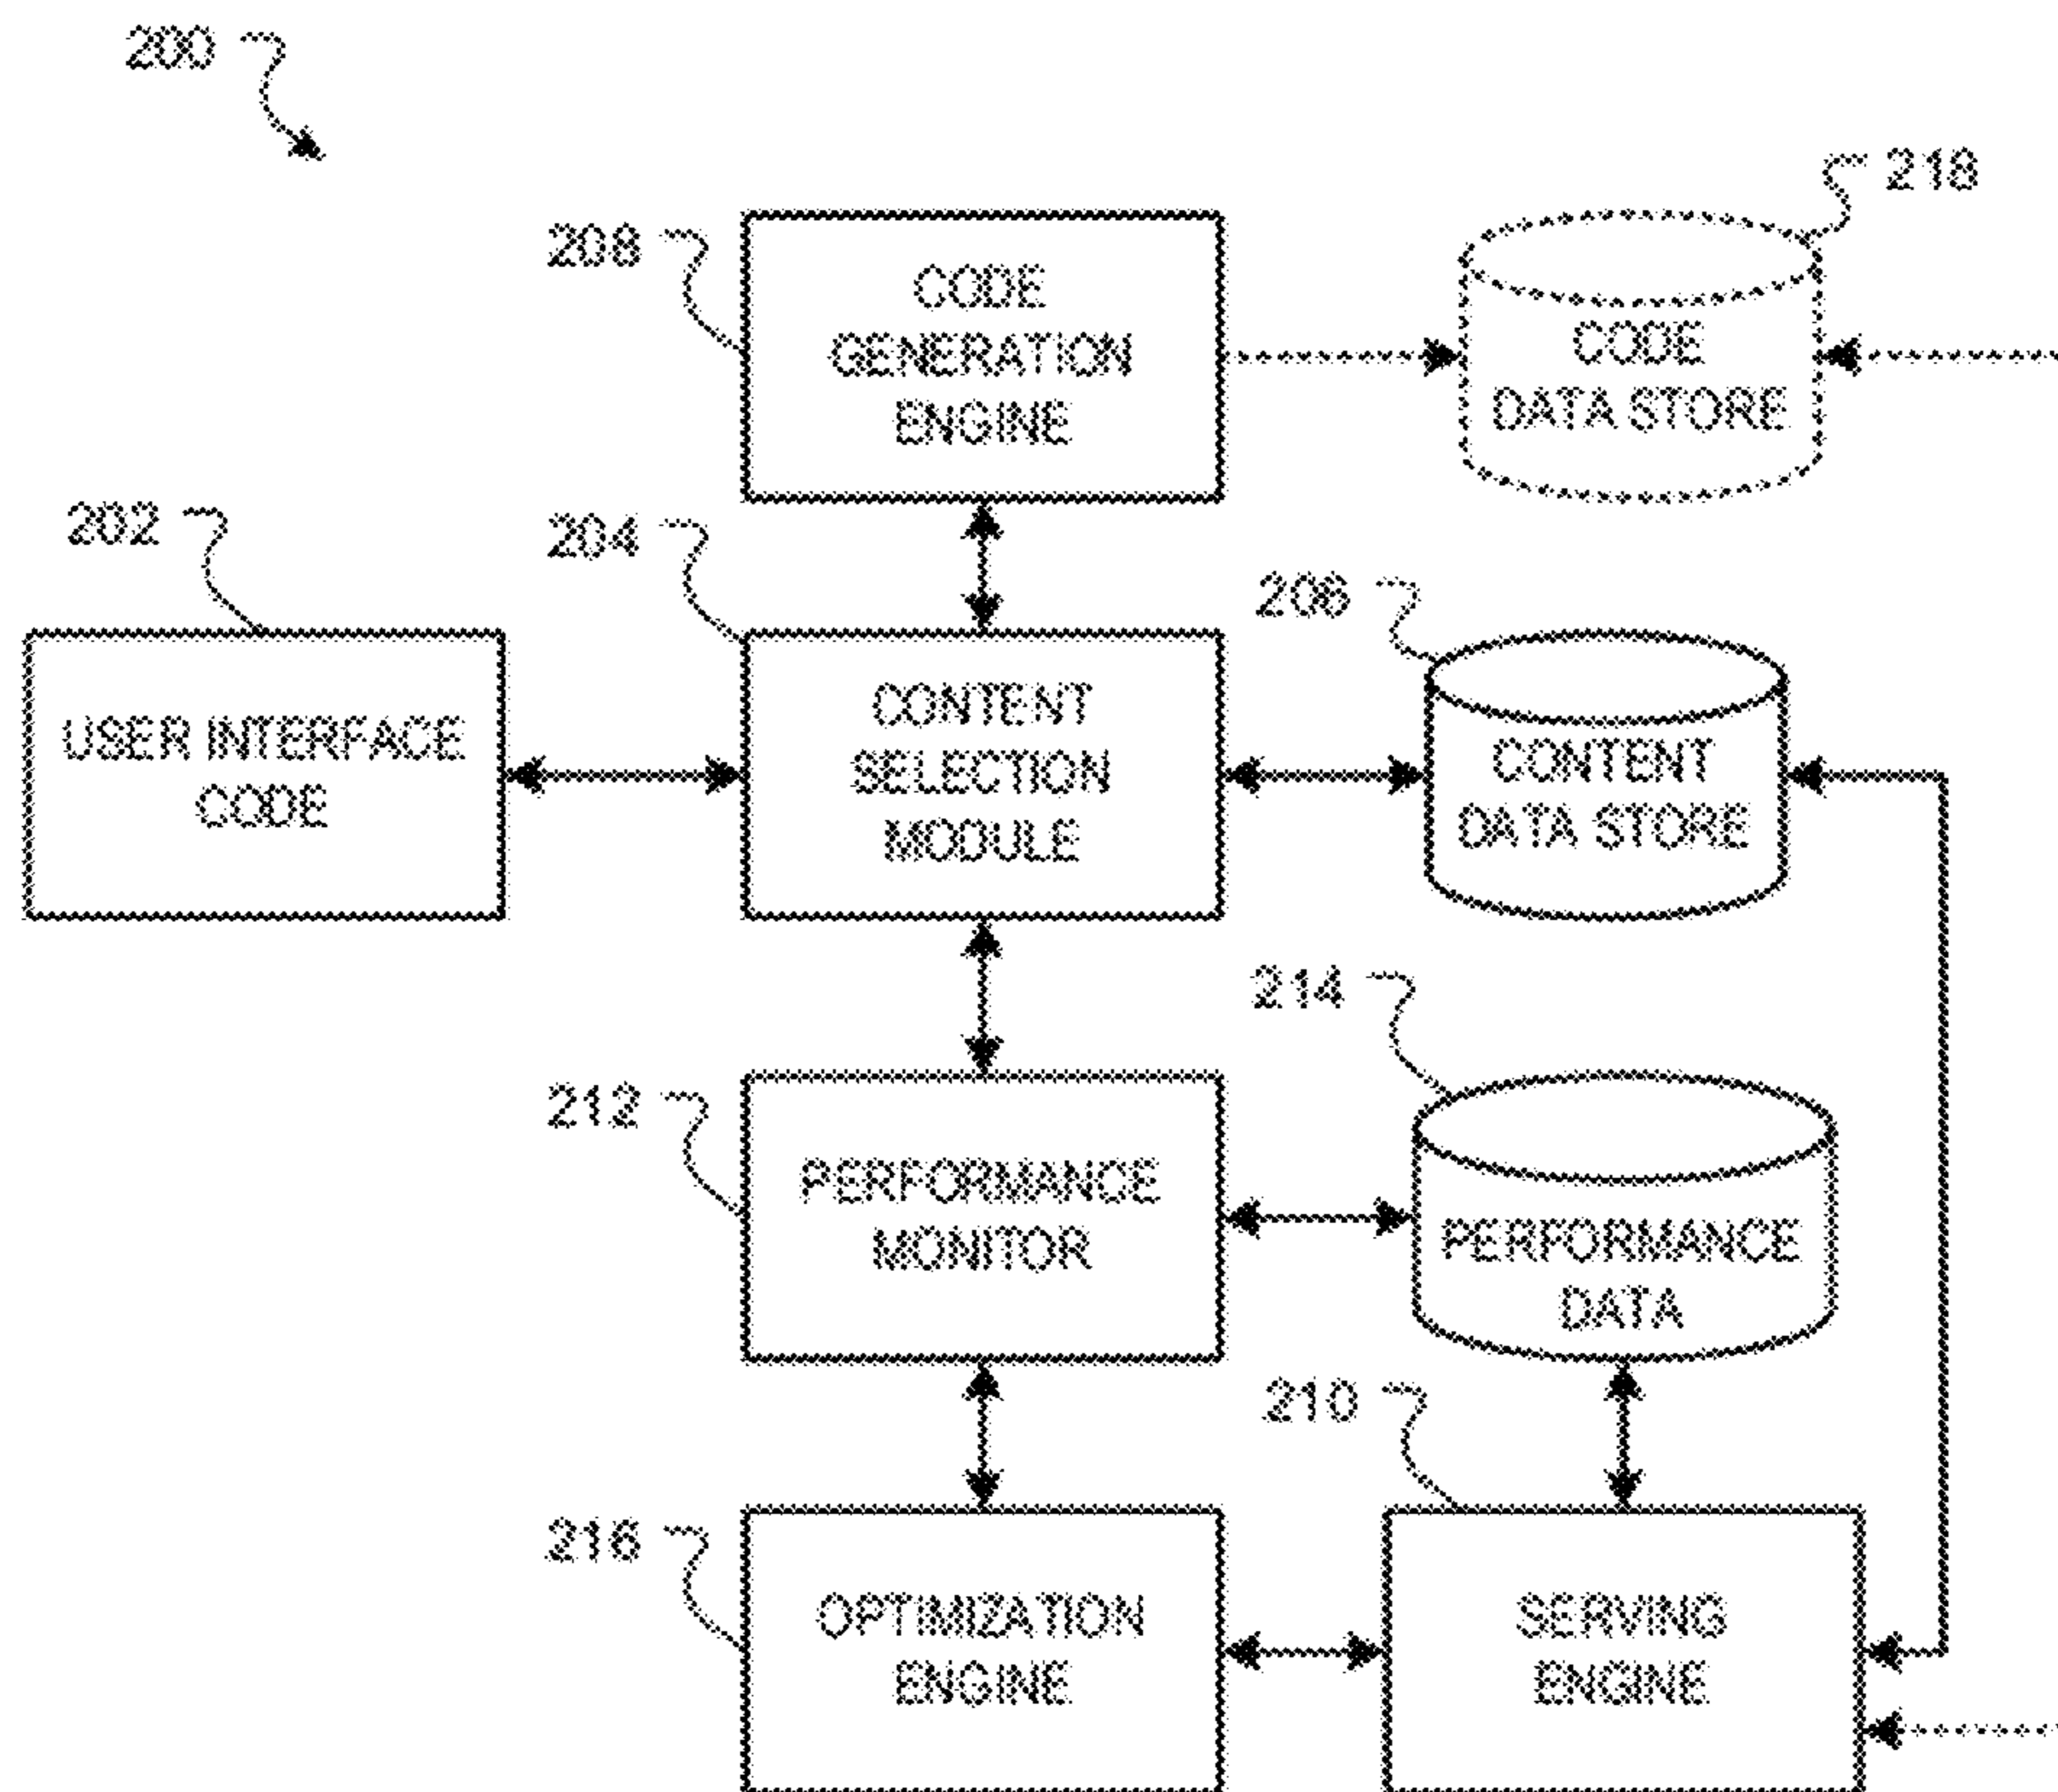 200
218
208
CODE
GENERATION
ENGINE
CODE
DATA STORE
202
204
206
USER INTERFACE
CODE
CONTENT
SELECTION
MODULE
CONTENT
DATA STORE
214
212
PERFORMANCE
MONITOR
PERFORMANCE
DATA
210
216
OPTIMIZATION
ENGINE
SERVING
ENGINE